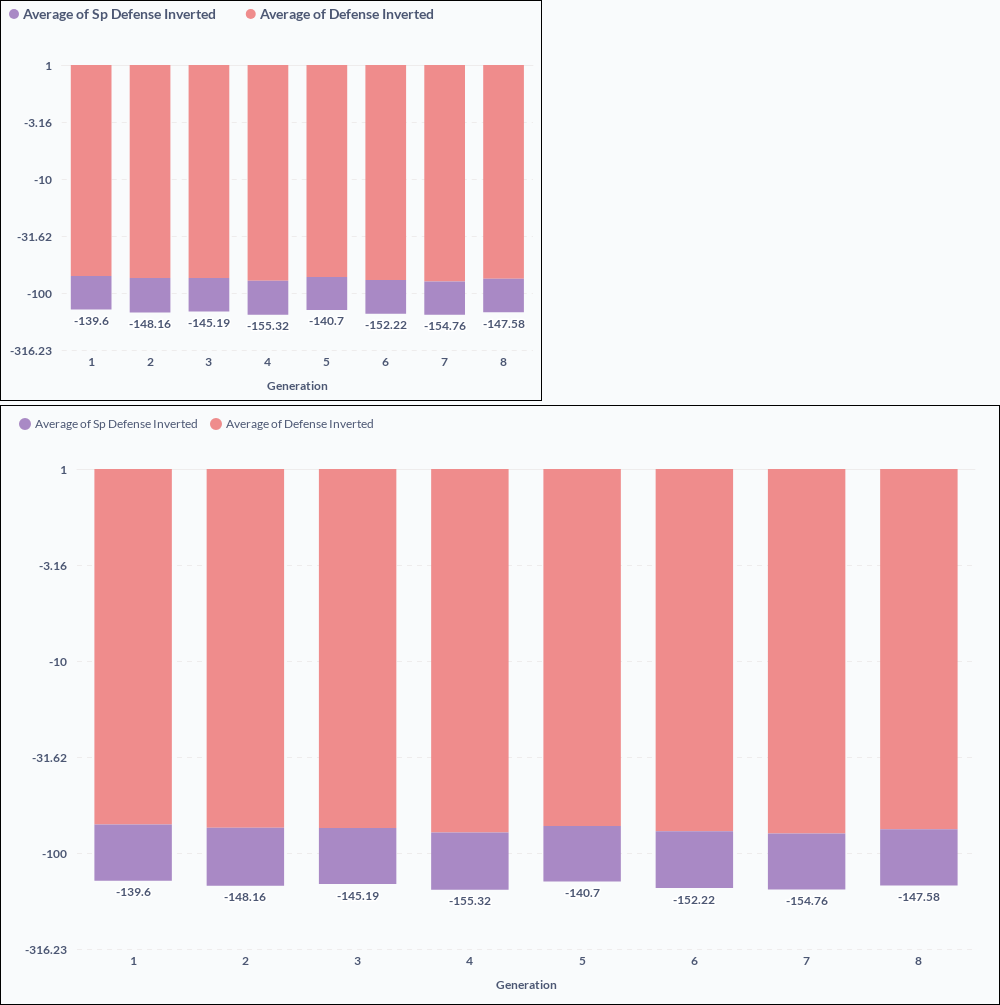 Average of Sp Defense Inverted Average of Defense Inverted
1
-3.16
-10
-31.62
-100
-139.6 -148.16 -145.19 -155.32 -140.7 -152.22 -154.76 -147.58
-316.23
1 2 3 4 5 6 7 8
Generation
Average of Sp Defense Inverted Average of Defense Inverted
1
-3.16
-10
-31.62
-100
-139.6 -148.16 -145.19 -155.32 -140.7 -152.22 -154.76 -147.58
-316.23
1 2 3 4 5 6 7 8
Generation